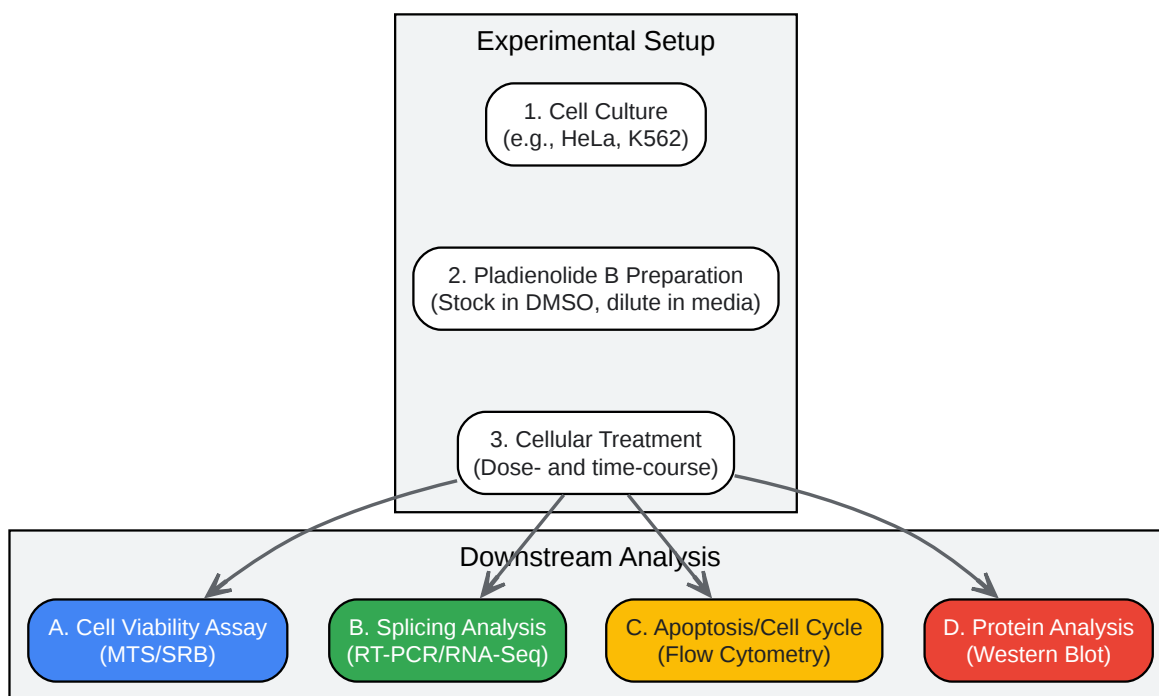 Experimental Setup
1. Cell Culture
(e.g., HeLa, K562)
2. Pladienolide B Preparation
(Stock in DMSO, dilute in media)
3. Cellular Treatment
(Dose- and time-course)
Downstream Analysis
A. Cell Viability Assay
(MTS/SRB)
B. Splicing Analysis
(RT-PCR/RNA-Seq)
C. Apoptosis/Cell Cycle
(Flow Cytometry)
D. Protein Analysis
(Western Blot)